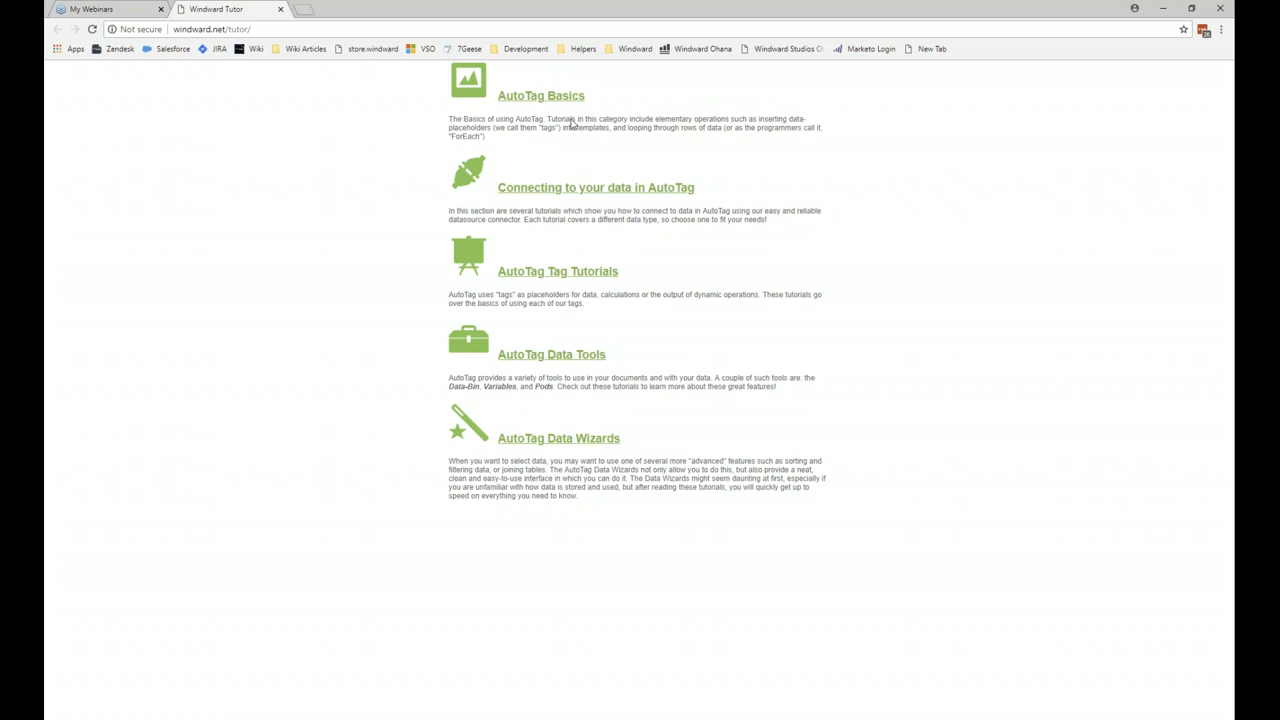 My Webinars
Windward Tutor
Not secure
windward.net/tutor/
Apps
Zendesk
Salesforce
JIRA
Wiki
Wiki Articles
store.windward
VSO
7Geese
Development
Helpers
Windward
Windward Ohana
Windward Studios O
Marketo Login
New Tab
AutoTag Basics
The Basics of using AutoTag. Tutorials in this category include elementary operations such as inserting data-
placeholders (we call them "tags") in templates, and looping through rows of data (or as the programmers call it,
"ForEach")
Connecting to your data in AutoTag
In this section are several tutorials which show you how to connect to data in AutoTag using our easy and reliable
datasource connector. Each tutorial covers a different data type, so choose one to fit your needs!
AutoTag Tag Tutorials
AutoTag uses "tags" as placeholders for data, calculations or the output of dynamic operations. These tutorials go
over the basics of using each of our tags.
AutoTag Data Tools
AutoTag provides a variety of tools to use in your documents and with your data. A couple of such tools are: the
Data-Bin, Variables, and Pods. Check out these tutorials to learn more about these great features!
AutoTag Data Wizards
When you want to select data, you may want to use one of several more "advanced" features such as sorting and
filtering data, or joining tables. The AutoTag Data Wizards not only allow you to do this, but also provide a neat,
clean and easy-to-use interface in which you can do it. The Data Wizards might seem daunting at first, especially if
you are unfamiliar with how data is stored and used, but after reading these tutorials, you will quickly get up to
speed on everything you need to know.